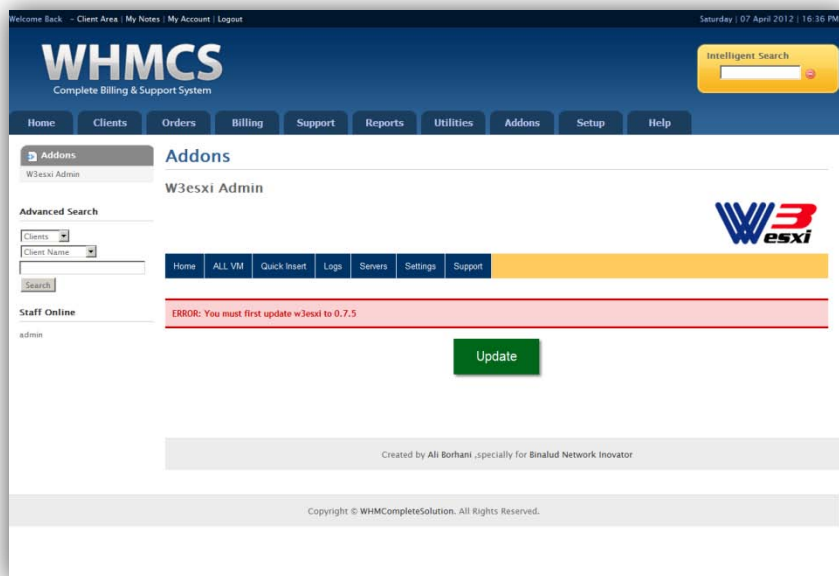 Welcome Back - Client Area | My Notes | My Account | Logout
Saturday | 07 April 2012 | 16:36 PM
WHMCS
Complete Billing & Support System
Intelligent Search
Home Clients Orders Billing Support Reports Utilities Addons Setup Help
Addons
W3esxi Admin
Advanced Search
Clients
Client Name
Search
Staff Online
admin
Addons
W3esxi Admin
W3
esxi
Home ALL VM Quick Insert Logs Servers Settings Support
ERROR: You must first update w3esxi to 0.7.5
Update
Created by Ali Borhani ,specially for Binalud Network Inovator
Copyright © WHMCompleteSolution. All Rights Reserved.